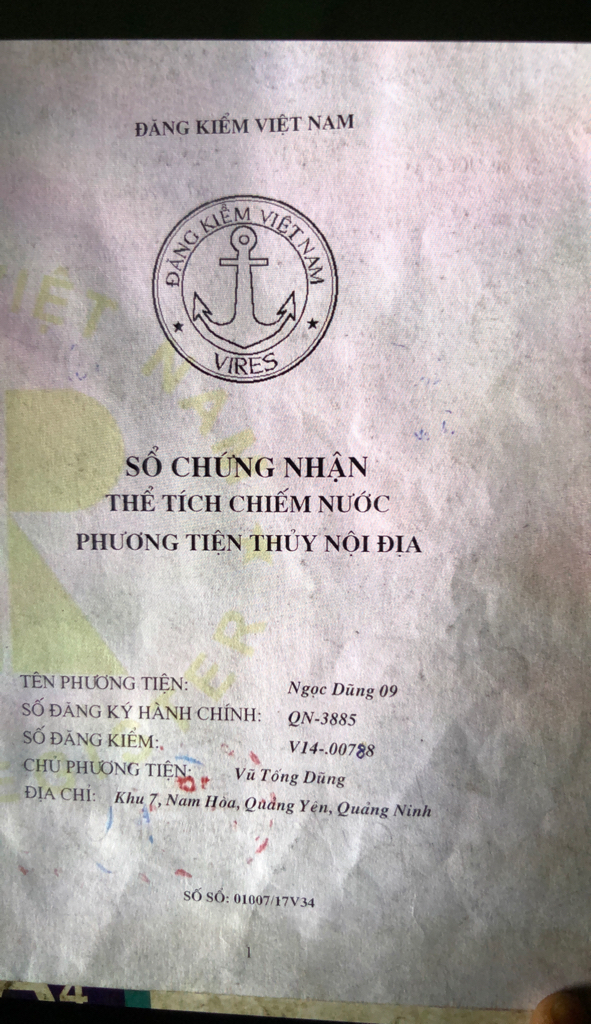 ĐĂNG KIỂM VIỆT NAM
ĐĂNG KIỂM VIỆT NAM
VIRES
VIỆT NAM
SỔ CHỨNG NHẬN
THỂ TÍCH CHIẾM NƯỚC
PHƯƠNG TIỆN THỦY NỘI ĐỊA
TÊN PHƯƠNG TIỆN: Ngọc Dũng 09
SỐ ĐĂNG KÝ HÀNH CHÍNH: QN-3885
SỐ ĐĂNG KIỂM: V14-.00788
CHỦ PHƯƠNG TIỆN: Vũ Tống Dũng
ĐỊA CHỈ: Khu 7, Nam Hòa, Quảng Yên, Quảng Ninh
SỐ SỔ: 01007/17V34
1
A4